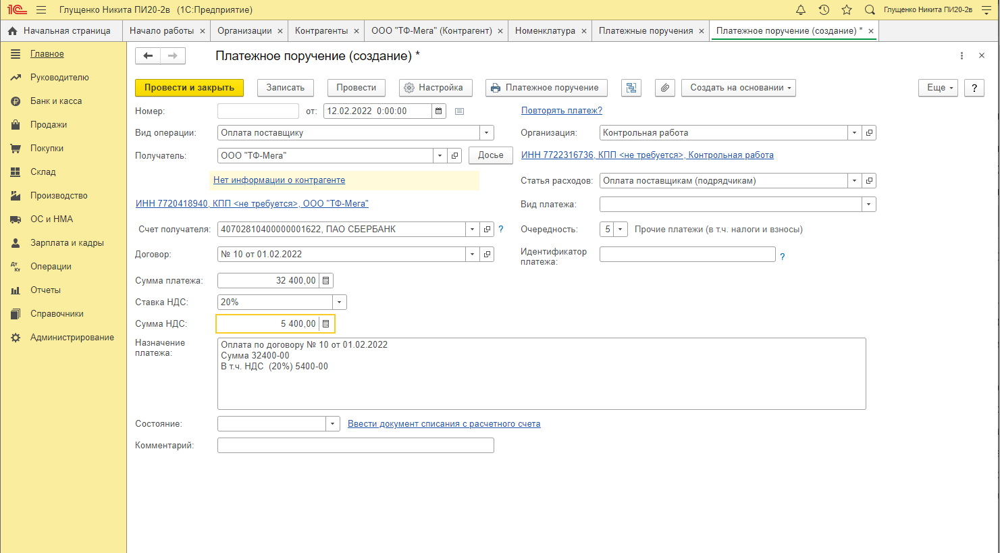 1С Глущенко Никита ПИ20-2в (1С:Предприятие) Глущенко Никита ПИ20-2в
Начальная страница Начало работы × Организации × Контрагенты × ООО "ТФ-Мега" (Контрагент) × Номенклатура × Платежные поручения × Платежное поручение (создание) * ×
Главное
Руководителю
Банк и касса
Продажи
Покупки
Склад
Производство
ОС и НМА
Зарплата и кадры
Дт Кт Операции
Отчеты
Справочники
Администрирование
Платежное поручение (создание) *
Провести и закрыть Записать Провести Настройка Платежное поручение Создать на основании Еще ?
Номер: от: 12.02.2022 0:00:00 Повторять платеж?
Вид операции: Оплата поставщику Организация: Контрольная работа
Получатель: ООО "ТФ-Мега" Досье ИНН 7722316736, КПП <не требуется>, Контрольная работа
Нет информации о контрагенте Статья расходов: Оплата поставщикам (подрядчикам)
ИНН 7720418940, КПП <не требуется>, ООО "ТФ-Мега" Вид платежа:
Счет получателя: 40702810400000001622, ПАО СБЕРБАНК ? Очередность: 5 Прочие платежи (в т.ч. налоги и взносы)
Договор: № 10 от 01.02.2022 Идентификатор
платежа: ?
Сумма платежа: 32 400,00
Ставка НДС: 20%
Сумма НДС: 5 400,00
Назначение
платежа:
Оплата по договору № 10 от 01.02.2022
Сумма 32400-00
В т.ч. НДС (20%) 5400-00
Состояние: Ввести документ списания с расчетного счета
Комментарий: